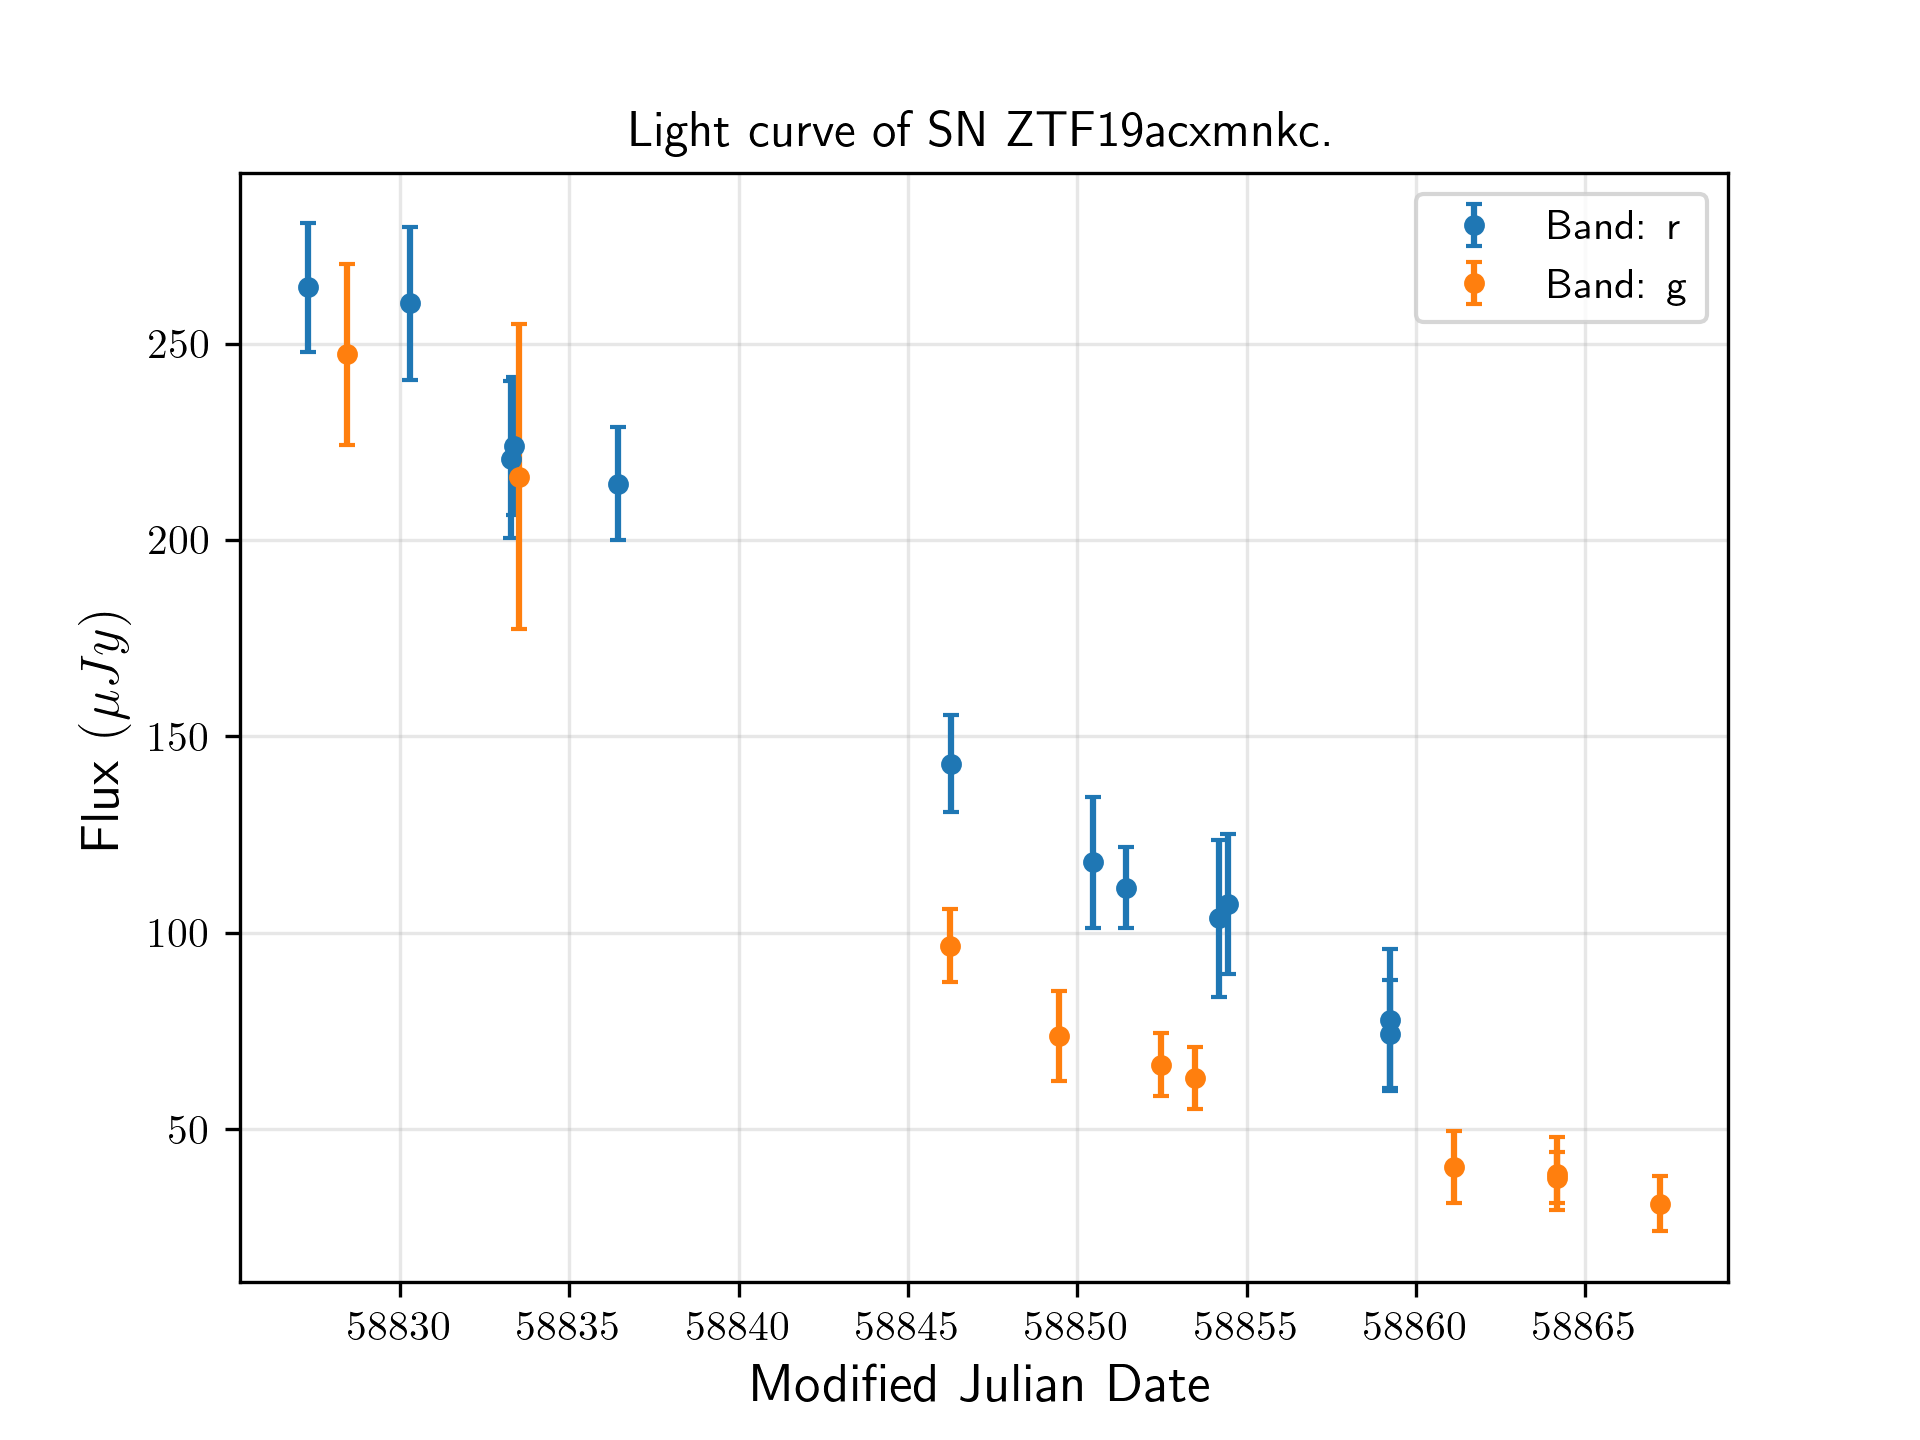 Light curve of SN ZTF19acxmnkc.
Band: r
Band: g
250
200
150
100
50
Flux (μJy)
58830 58835 58840 58845 58850 58855 58860 58865
Modified Julian Date